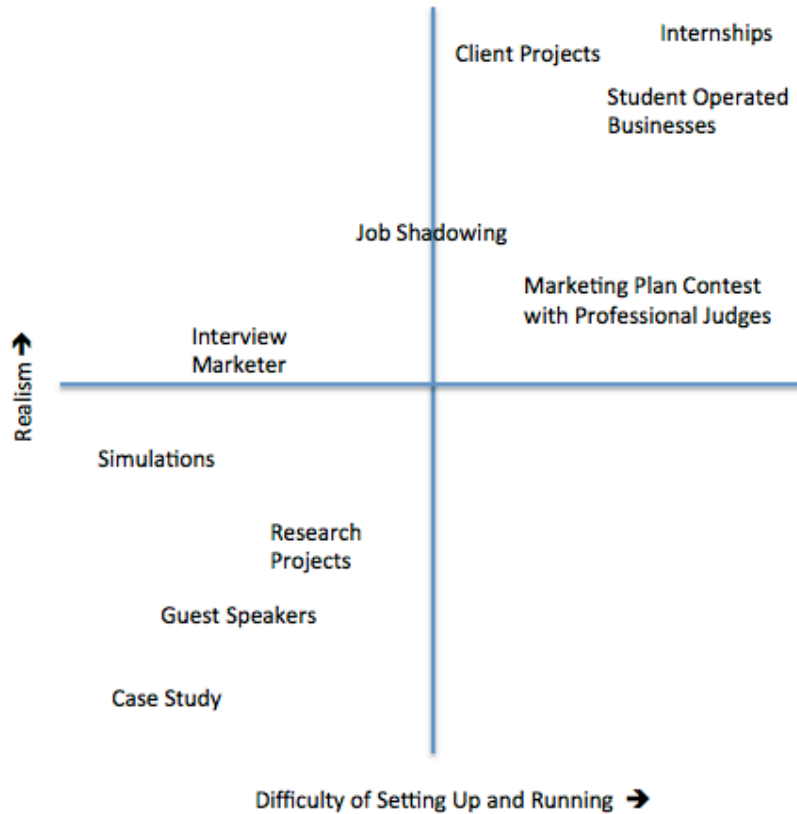 Internships
Client Projects
Student Operated
Businesses
Job Shadowing
Marketing Plan Contest
with Professional Judges
Interview
Marketer
Realism →
Simulations
Research
Projects
Guest Speakers
Case Study
Difficulty of Setting Up and Running →